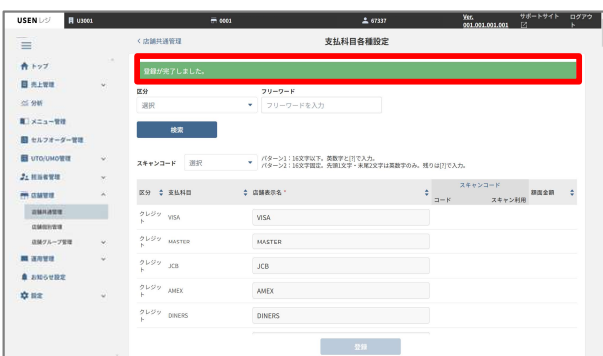 USEN レジ U3001 0001 67337 Ver. 001.001.001.001 サポートサイト ログアウト
トップ
売上管理
分析
メニュー管理
セルフオーダー管理
UTO/UMO管理
担当者管理
店舗管理
店舗共通管理
店舗個別管理
店舗グループ管理
運用管理
お知らせ設定
設定
< 店舗共通管理 支払科目各種設定
登録が完了しました。
区分 フリーワード
選択 フリーワードを入力
検索
スキャンコード 選択 パターン1:16文字以下。英数字と[?]で入力。
パターン2:16文字固定。先頭1文字・末尾2文字は英数字のみ。残りは[?]で入力。
区分 支払科目 店舗表示名 * スキャンコード 額面金額
コード スキャン利用
クレジット VISA VISA
クレジット MASTER MASTER
クレジット JCB JCB
クレジット AMEX AMEX
クレジット DINERS DINERS
登録